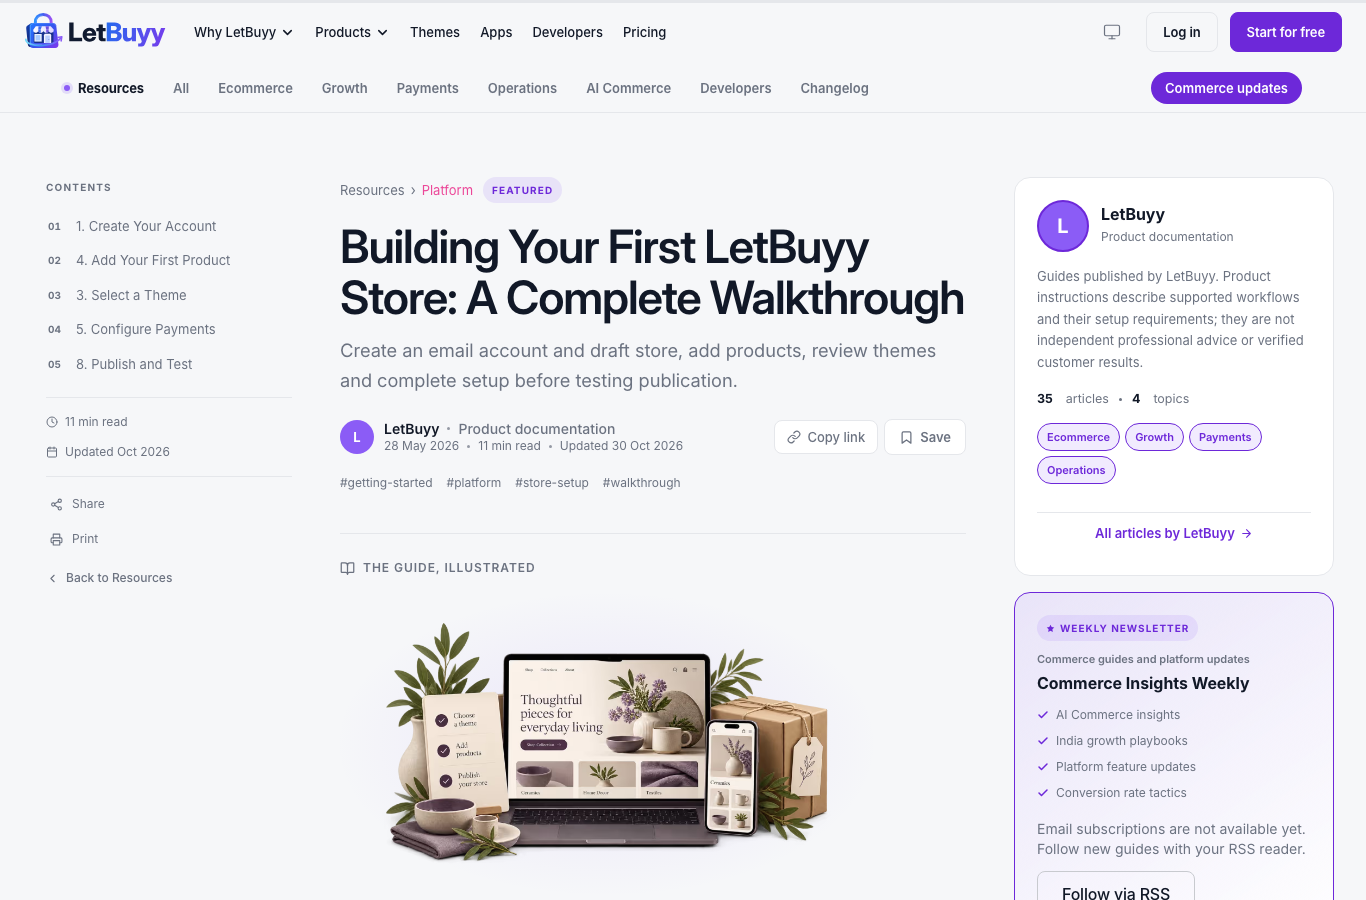 LetBuyy
Why LetBuyy
Products
Themes
Apps
Developers
Pricing
Log in
Start for free
Resources
All
Ecommerce
Growth
Payments
Operations
AI Commerce
Developers
Changelog
Commerce updates
CONTENTS
01 1. Create Your Account
02 4. Add Your First Product
03 3. Select a Theme
04 5. Configure Payments
05 8. Publish and Test
11 min read
Updated Oct 2026
Share
Print
Back to Resources
Resources › Platform FEATURED
Building Your First LetBuyy
Store: A Complete Walkthrough
Create an email account and draft store, add products, review themes
and complete setup before testing publication.
L
LetBuyy • Product documentation
28 May 2026 • 11 min read • Updated 30 Oct 2026
Copy link
Save
#getting-started #platform #store-setup #walkthrough
THE GUIDE, ILLUSTRATED
Choose
a theme
Add
products
Publish
your store
Thoughtful
pieces for
everyday living
Shop Collection
Ceramics
Home Decor
Textiles
Ceramics
L
LetBuyy
Product documentation
Guides published by LetBuyy. Product
instructions describe supported workflows
and their setup requirements; they are not
independent professional advice or verified
customer results.
35 articles • 4 topics
Ecommerce
Growth
Payments
Operations
All articles by LetBuyy →
WEEKLY NEWSLETTER
Commerce guides and platform updates
Commerce Insights Weekly
AI Commerce insights
India growth playbooks
Platform feature updates
Conversion rate tactics
Email subscriptions are not available yet.
Follow new guides with your RSS reader.
Follow via RSS